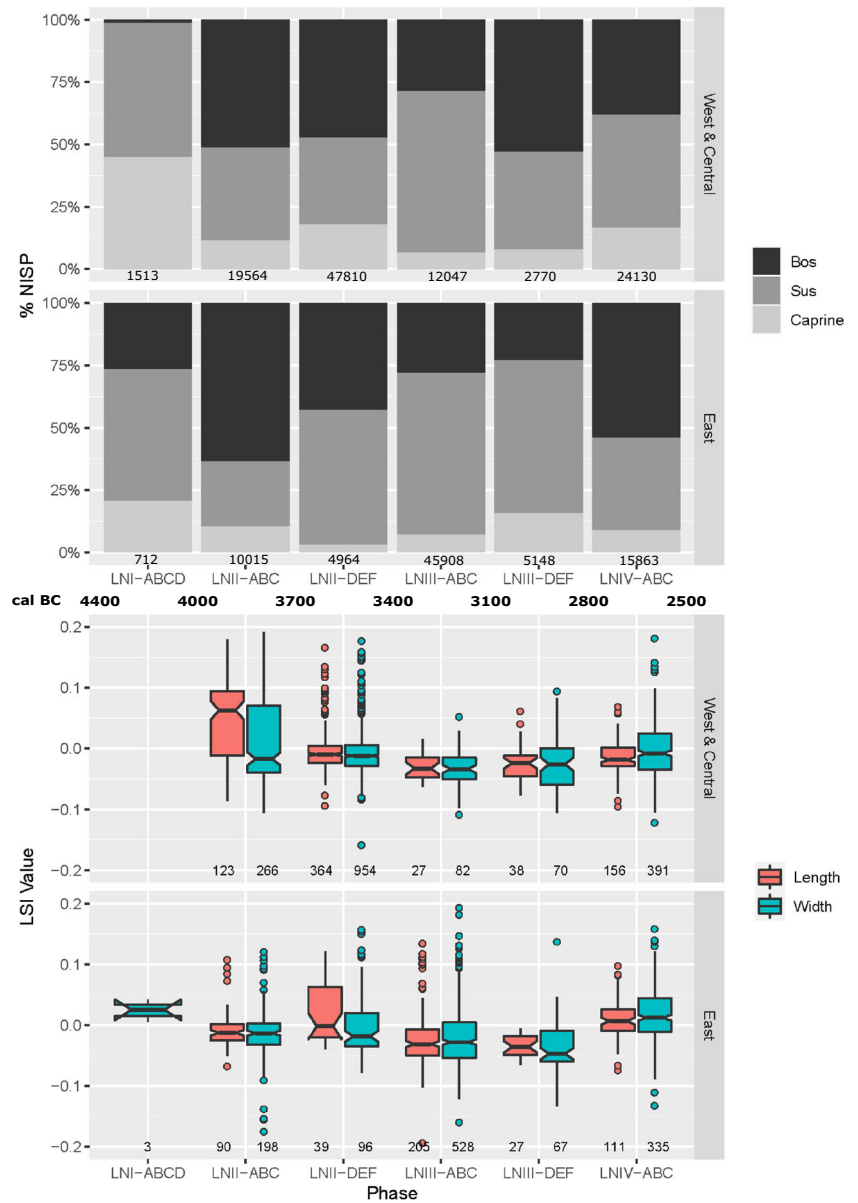 100%
75%
50%
25%
0%
1513 19564 47810 12047 2770 24130
West & Central
% NISP
Bos
Sus
Caprine
100%
75%
50%
25%
0%
712 10015 4964 45908 5148 15863
East
LNI-ABCD LNII-ABC LNII-DEF LNIII-ABC LNIII-DEF LNIV-ABC
cal BC 4400 4000 3700 3400 3100 2800 2500
0.2
0.1
0.0
−0.1
−0.2
123 266 364 954 27 82 38 70 156 391
West & Central
LSI Value
Length
Width
0.2
0.1
0.0
−0.1
−0.2
3 90 198 39 96 205 528 27 67 111 335
East
LNI-ABCD LNII-ABC LNII-DEF LNIII-ABC LNIII-DEF LNIV-ABC
Phase